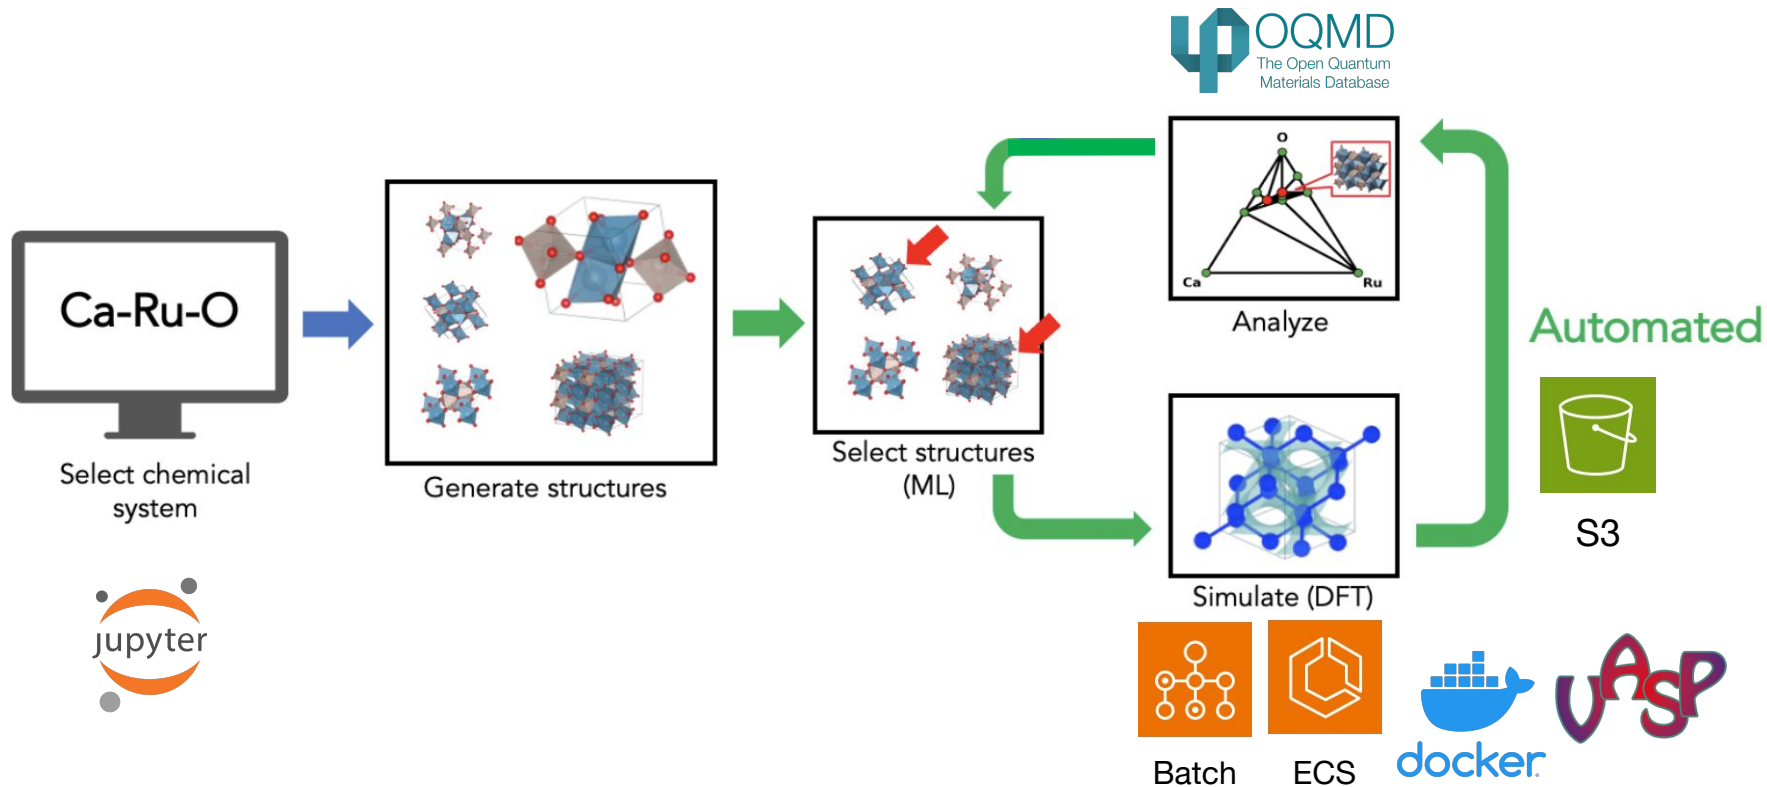 OQMD
The Open Quantum
Materials Database
Ca-Ru-O
Select chemical
system
jupyter
Generate structures
Select structures
(ML)
O
Ca
Ru
Analyze
Simulate (DFT)
Automated
S3
Batch
ECS
docker
VASP